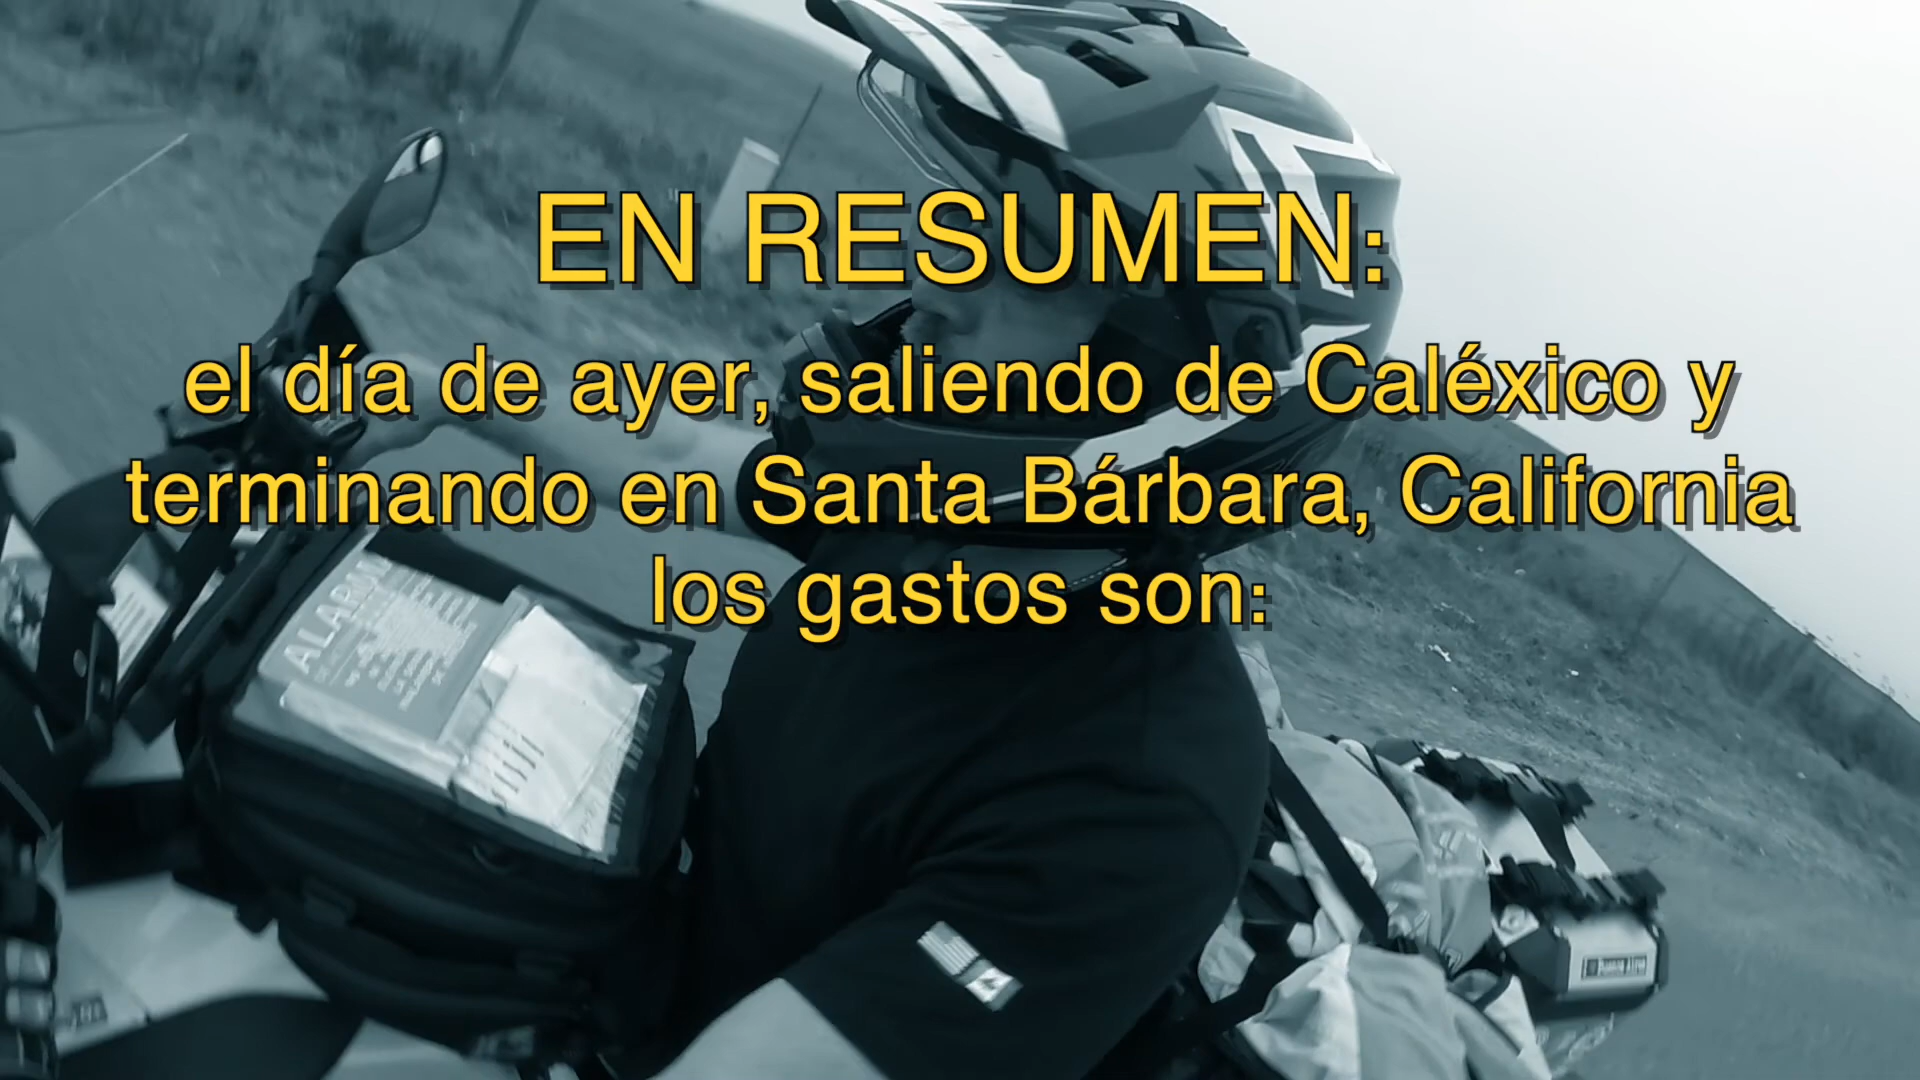 EN RESUMEN:
el día de ayer, saliendo de Caléxico y
terminando en Santa Bárbara, California
los gastos son: